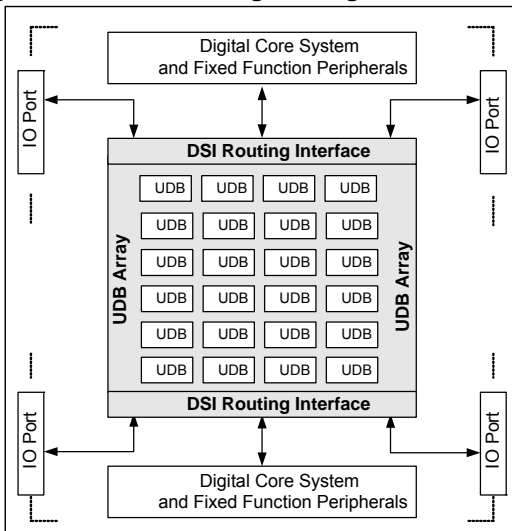 Digital Core System
and Fixed Function Peripherals
IO Port
IO Port
DSI Routing Interface
UDB Array
UDB UDB UDB UDB
UDB UDB UDB UDB
UDB UDB UDB UDB
UDB UDB UDB UDB
UDB UDB UDB UDB
UDB UDB UDB UDB
UDB Array
DSI Routing Interface
IO Port
IO Port
Digital Core System
and Fixed Function Peripherals